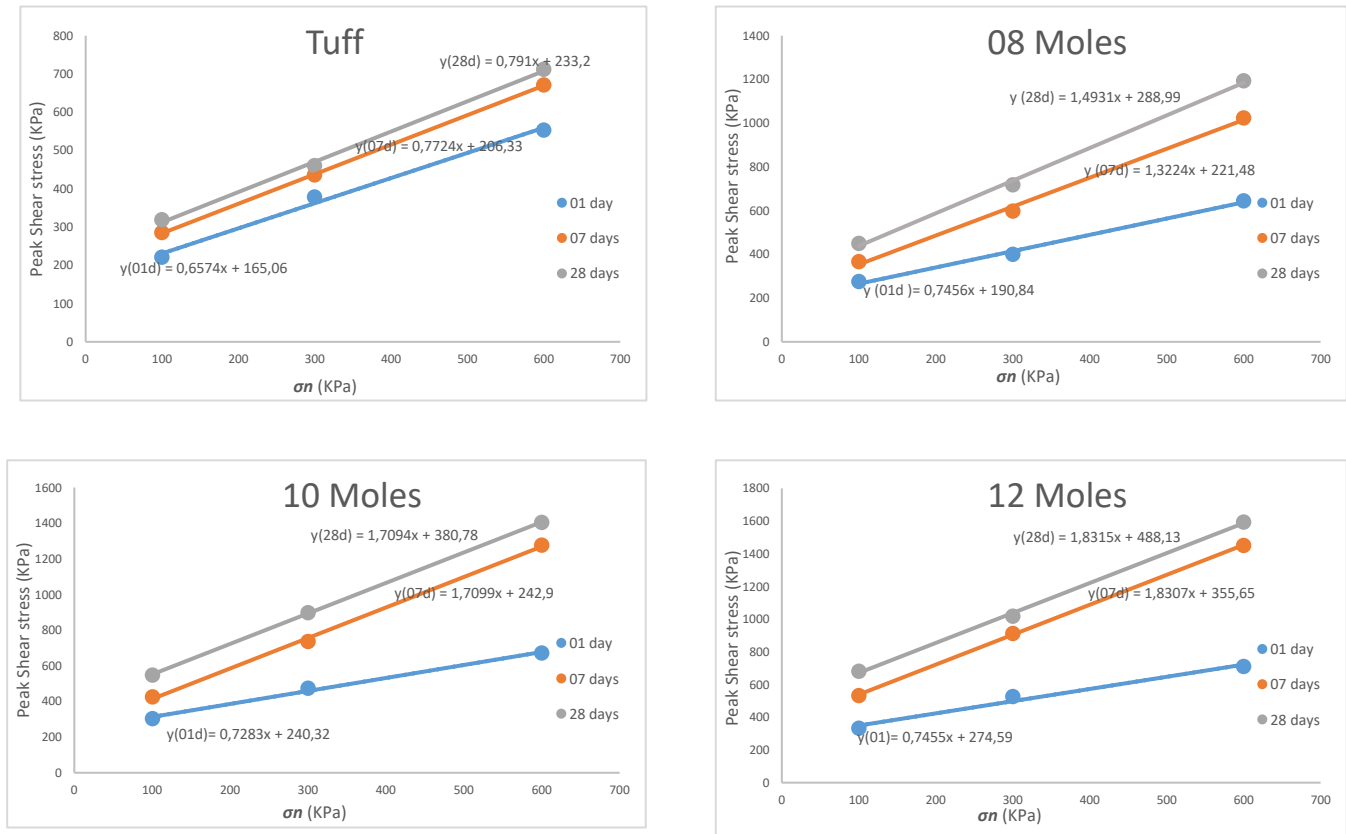 Tuff
Peak Shear stress (KPa)
800
700
600
500
400
300
200
100
0
y(28d) = 0,791x + 233,2
y(07d) = 0,7724x + 206,33
y(01d) = 0,6574x + 165,06
01 day
07 days
28 days
0 100 200 300 400 500 600 700
σn (KPa)
08 Moles
Peak Shear stress (KPa)
1400
1200
1000
800
600
400
200
0
y (28d) = 1,4931x + 288,99
y (07d) = 1,3224x + 221,48
y (01d )= 0,7456x + 190,84
01 day
07 days
28 days
0 100 200 300 400 500 600 700
σn (KPa)
10 Moles
Peak Shear stress (KPa)
1600
1400
1200
1000
800
600
400
200
0
y(28d) = 1,7094x + 380,78
y(07d) = 1,7099x + 242,9
y(01d)= 0,7283x + 240,32
01 day
07 days
28 days
0 100 200 300 400 500 600 700
σn (KPa)
12 Moles
Peak Shear stress (KPa)
1800
1600
1400
1200
1000
800
600
400
200
0
y(28d) = 1,8315x + 488,13
y(07d) = 1,8307x + 355,65
y(01)= 0,7455x + 274,59
01 day
07 days
28 days
0 100 200 300 400 500 600 700
σn (KPa)